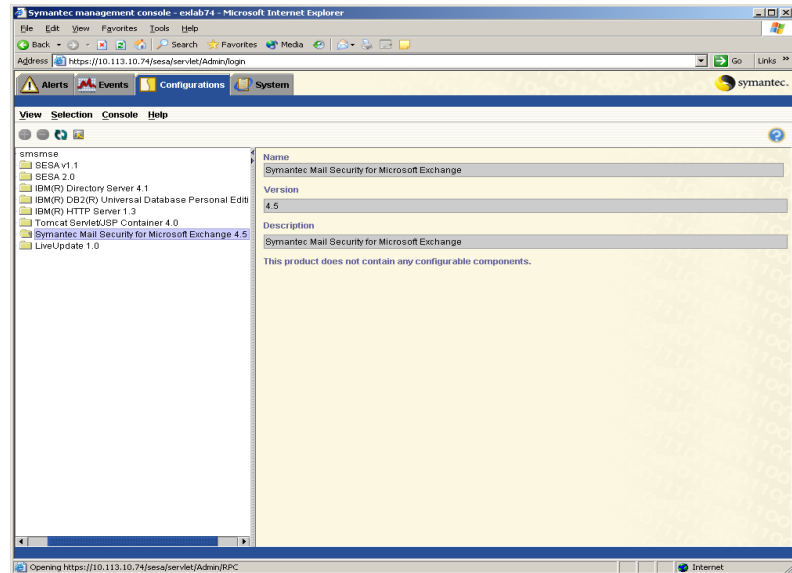 Symantec management console - exlab74 - Microsoft Internet Explorer
File Edit View Favorites Tools Help
Back Search Favorites Media
Address https://10.113.10.74/sesa/servlet/Admin/login Go Links »
Alerts Events Configurations System symantec.
View Selection Console Help
smsmse
SESA v1.1
SESA 2.0
IBM(R) Directory Server 4.1
IBM(R) DB2(R) Universal Database Personal Editi
IBM(R) HTTP Server 1.3
Tomcat Servlet/JSP Container 4.0
Symantec Mail Security for Microsoft Exchange 4.5
LiveUpdate 1.0
Name
Symantec Mail Security for Microsoft Exchange
Version
4.5
Description
Symantec Mail Security for Microsoft Exchange
This product does not contain any configurable components.
Opening https://10.113.10.74/sesa/servlet/Admin/RPC Internet